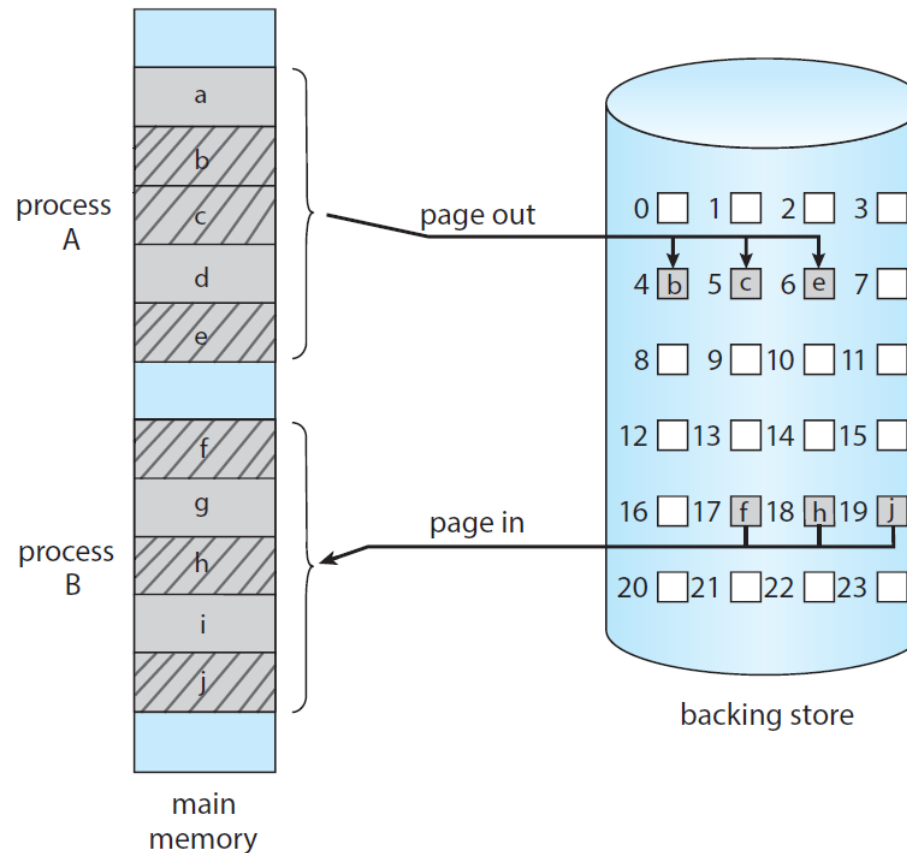 a
b
c
d
e
f
g
h
i
j
process
A
process
B
main
memory
page out
page in
0 1 2 3
4 b 5 c 6 e 7
8 9 10 11
12 13 14 15
16 17 f 18 h 19 j
20 21 22 23
backing store